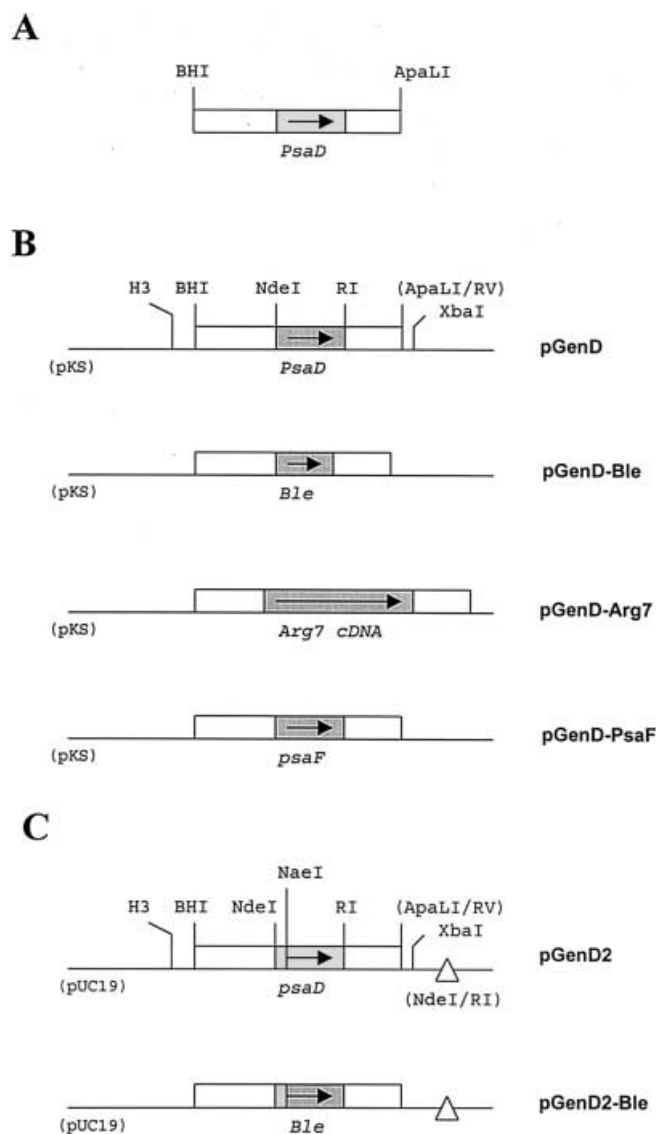 A
BHI ApaLI
PsaD
B
H3 BHI NdeI RI (ApaLI/RV)
XbaI
pGenD
(pKS) PsaD
pGenD-Ble
(pKS) Ble
pGenD-Arg7
(pKS) Arg7 cDNA
pGenD-PsaF
(pKS) psaF
C
NaeI
H3 BHI NdeI RI (ApaLI/RV)
XbaI
pGenD2
(pUC19) psaD (NdeI/RI)
pGenD2-Ble
(pUC19) Ble